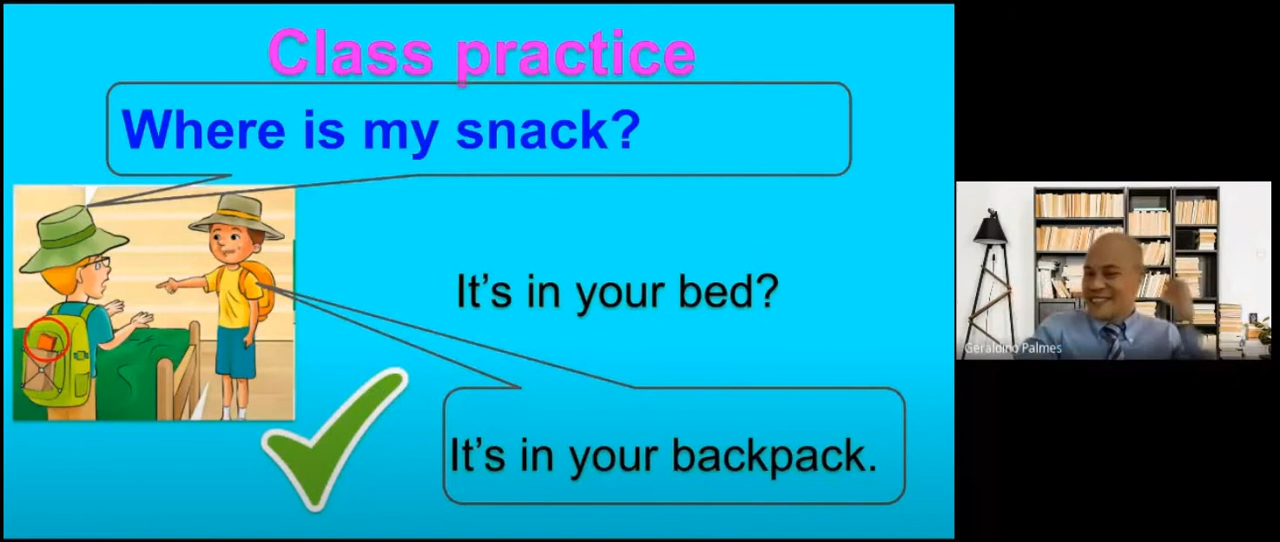 Class practice
Where is my snack?
It's in your bed?
It's in your backpack.
Geraldino Palmes